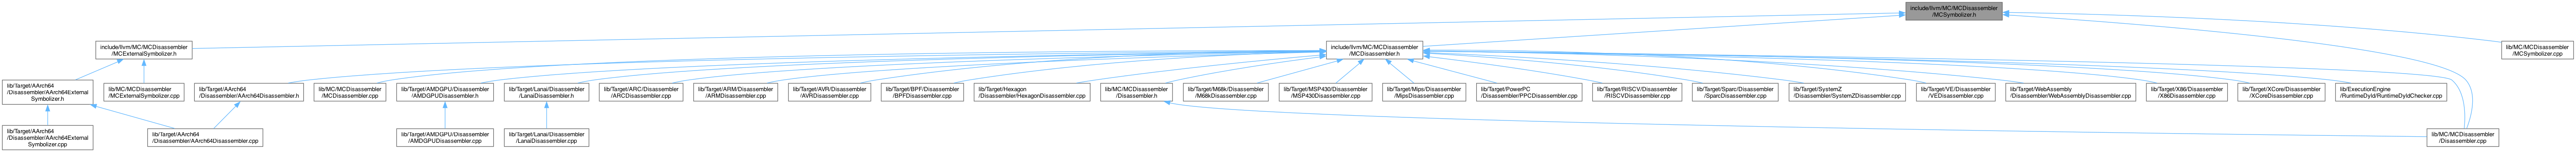 include/llvm/MC/MCDisassembler
/MCSymbolizer.h
include/llvm/MC/MCDisassembler
/MCExternalSymbolizer.h
include/llvm/MC/MCDisassembler
/MCDisassembler.h
lib/MC/MCDisassembler
/MCSymbolizer.cpp
lib/Target/AArch64
/Disassembler/AArch64External
Symbolizer.h
lib/MC/MCDisassembler
/MCExternalSymbolizer.cpp
lib/Target/AArch64
/Disassembler/AArch64Disassembler.h
lib/MC/MCDisassembler
/MCDisassembler.cpp
lib/Target/AMDGPU/Disassembler
/AMDGPUDisassembler.h
lib/Target/Lanai/Disassembler
/LanaiDisassembler.h
lib/Target/ARC/Disassembler
/ARCDisassembler.cpp
lib/Target/ARM/Disassembler
/ARMDisassembler.cpp
lib/Target/AVR/Disassembler
/AVRDisassembler.cpp
lib/Target/BPF/Disassembler
/BPFDisassembler.cpp
lib/Target/Hexagon
/Disassembler/HexagonDisassembler.cpp
lib/MC/MCDisassembler
/Disassembler.h
lib/Target/M68k/Disassembler
/M68kDisassembler.cpp
lib/Target/MSP430/Disassembler
/MSP430Disassembler.cpp
lib/Target/Mips/Disassembler
/MipsDisassembler.cpp
lib/Target/PowerPC
/Disassembler/PPCDisassembler.cpp
lib/Target/RISCV/Disassembler
/RISCVDisassembler.cpp
lib/Target/Sparc/Disassembler
/SparcDisassembler.cpp
lib/Target/SystemZ
/Disassembler/SystemZDisassembler.cpp
lib/Target/VE/Disassembler
/VEDisassembler.cpp
lib/Target/WebAssembly
/Disassembler/WebAssemblyDisassembler.cpp
lib/Target/X86/Disassembler
/X86Disassembler.cpp
lib/Target/XCore/Disassembler
/XCoreDisassembler.cpp
lib/ExecutionEngine
/RuntimeDyld/RuntimeDyldChecker.cpp
lib/Target/AArch64
/Disassembler/AArch64External
Symbolizer.cpp
lib/Target/AArch64
/Disassembler/AArch64Disassembler.cpp
lib/Target/AMDGPU/Disassembler
/AMDGPUDisassembler.cpp
lib/Target/Lanai/Disassembler
/LanaiDisassembler.cpp
lib/MC/MCDisassembler
/Disassembler.cpp